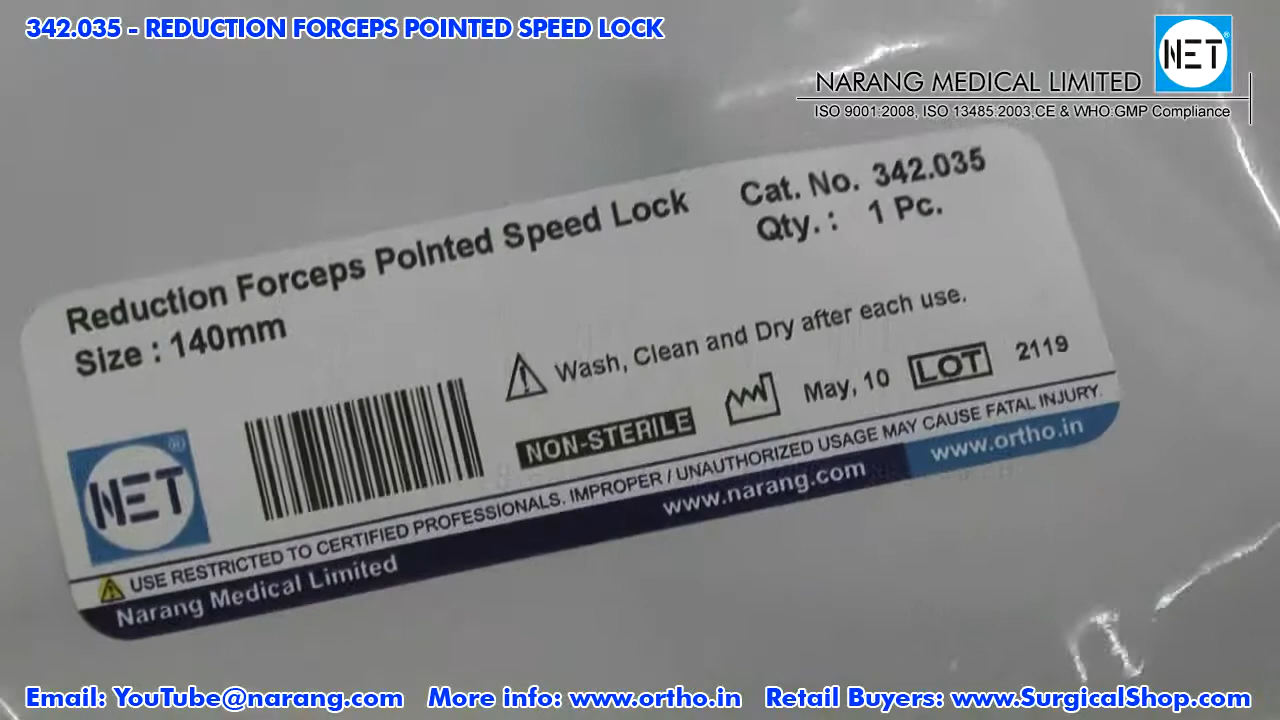 342.035 - REDUCTION FORCEPS POINTED SPEED LOCK
NET®
NARANG MEDICAL LIMITED
ISO 9001:2008, ISO 13485:2003,CE & WHO:GMP Compliance
Reduction Forceps Pointed Speed Lock
Size : 140mm
Cat. No. 342.035
Qty. : 1 Pc.
Wash, Clean and Dry after each use.
NON-STERILE May, 10 LOT 2119
NET®
USE RESTRICTED TO CERTIFIED PROFESSIONALS. IMPROPER / UNAUTHORIZED USAGE MAY CAUSE FATAL INJURY.
Narang Medical Limited www.narang.com www.ortho.in
Email: YouTube@narang.com More info: www.ortho.in Retail Buyers: www.SurgicalShop.com